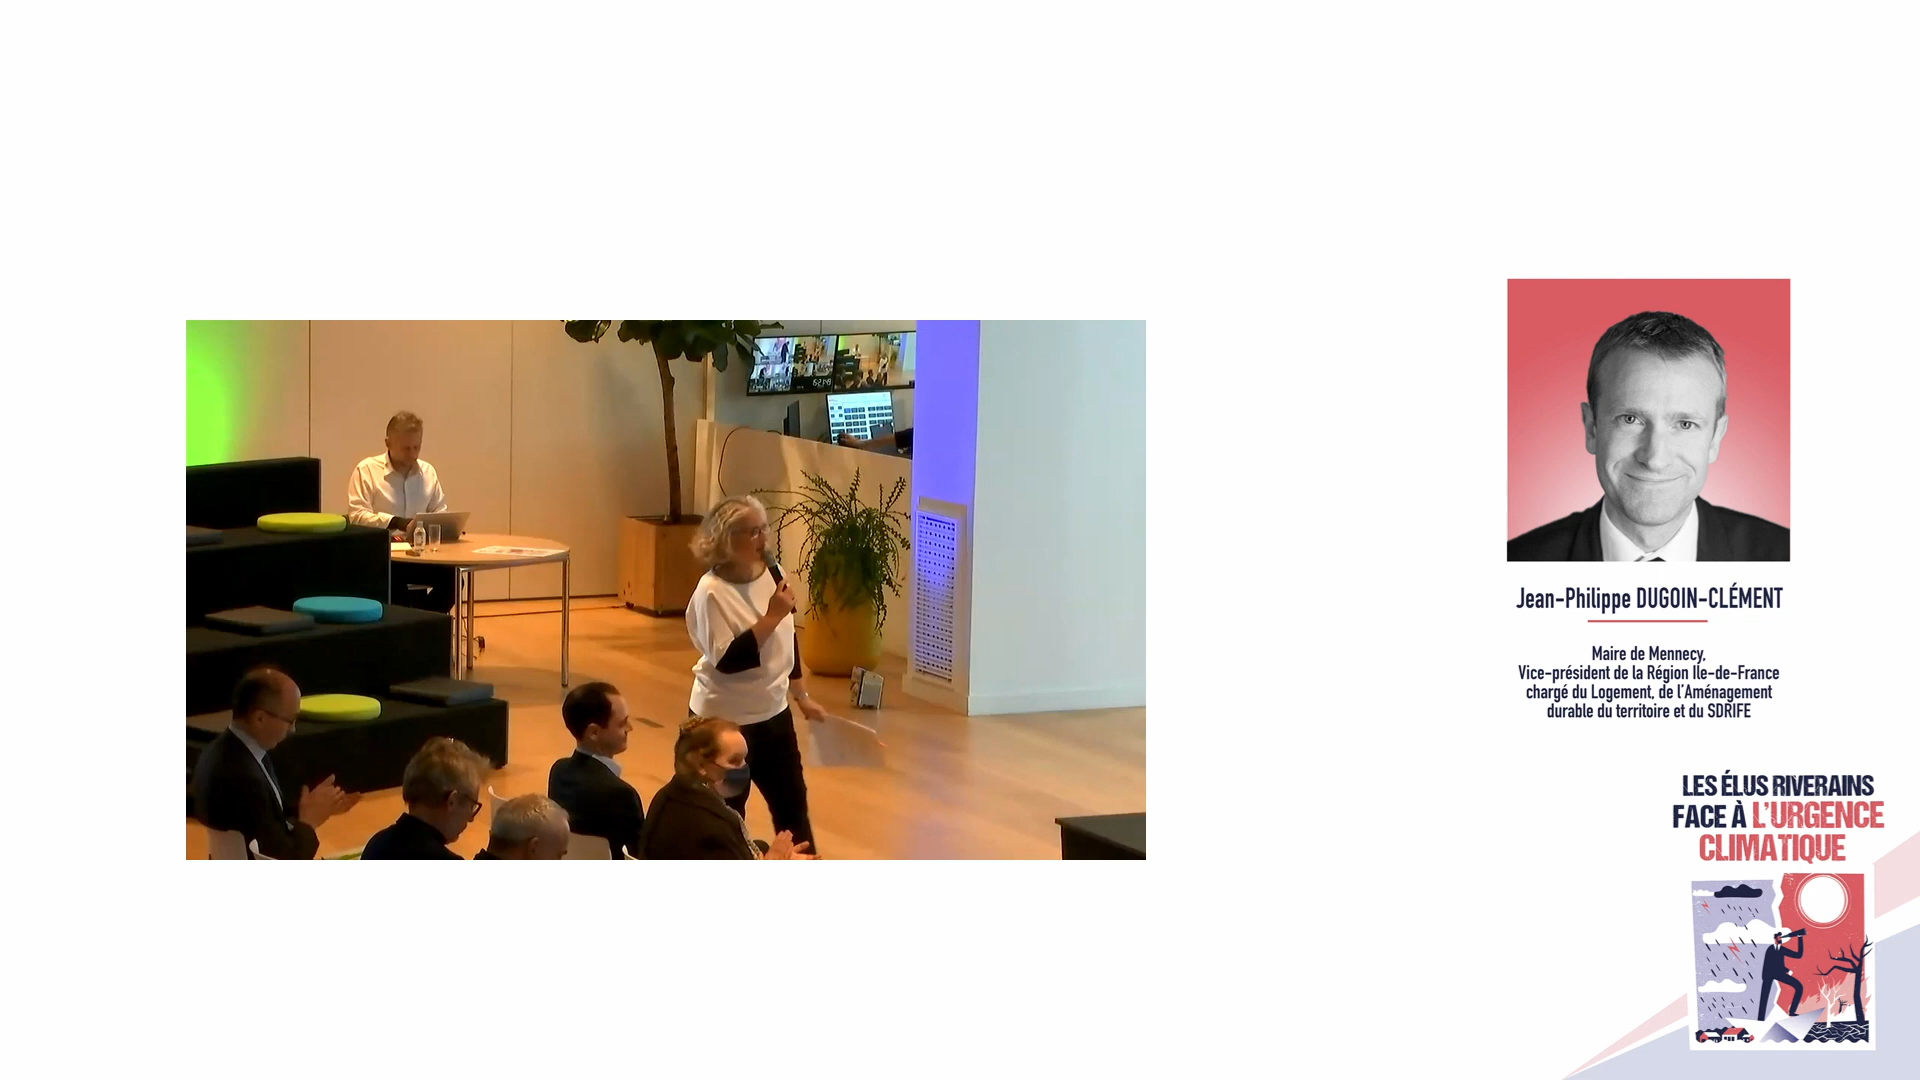 Jean-Philippe DUGOIN-CLÉMENT
Maire de Mennecy,
Vice-président de la Région Ile-de-France
chargé du Logement, de l'Aménagement
durable du territoire et du SDRIFE
LES ÉLUS RIVERAINS
FACE À L'URGENCE
CLIMATIQUE